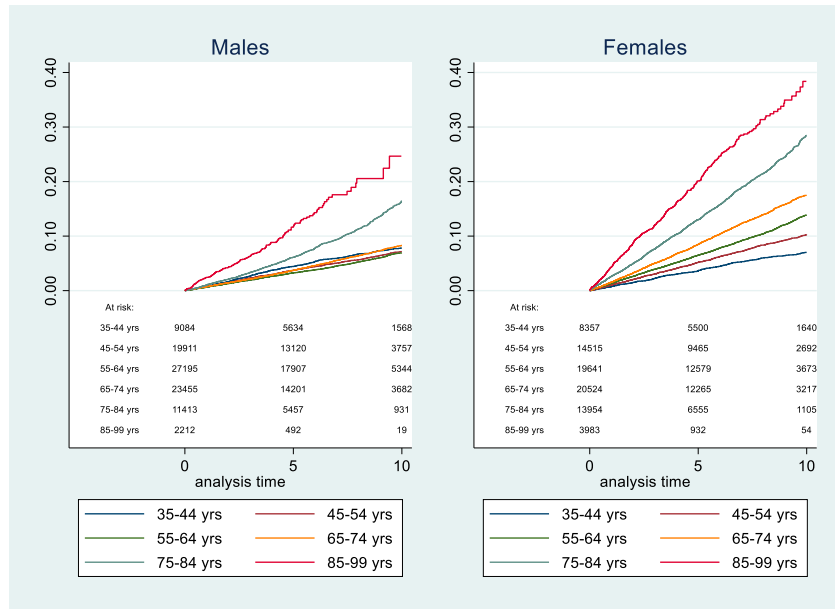 Males
0.40
0.30
0.20
0.10
0.00
At risk:
35-44 yrs 9084 5634 1568
45-54 yrs 19911 13120 3757
55-64 yrs 27195 17907 5344
65-74 yrs 23455 14201 3682
75-84 yrs 11413 5457 931
85-99 yrs 2212 492 19
0 5 10
analysis time
35-44 yrs 45-54 yrs
55-64 yrs 65-74 yrs
75-84 yrs 85-99 yrs
Females
0.40
0.30
0.20
0.10
0.00
At risk:
35-44 yrs 8357 5500 1640
45-54 yrs 14515 9465 2692
55-64 yrs 19641 12579 3673
65-74 yrs 20524 12265 3217
75-84 yrs 13954 6555 1105
85-99 yrs 3983 932 54
0 5 10
analysis time
35-44 yrs 45-54 yrs
55-64 yrs 65-74 yrs
75-84 yrs 85-99 yrs